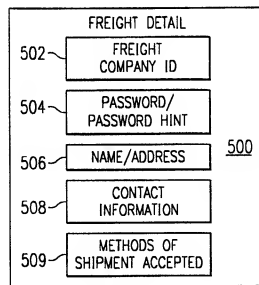 FREIGHT DETAIL
502
FREIGHT
COMPANY ID
504
PASSWORD/
PASSWORD HINT
506
NAME/ADDRESS
500
508
CONTACT
INFORMATION
509
METHODS OF
SHIPMENT ACCEPTED